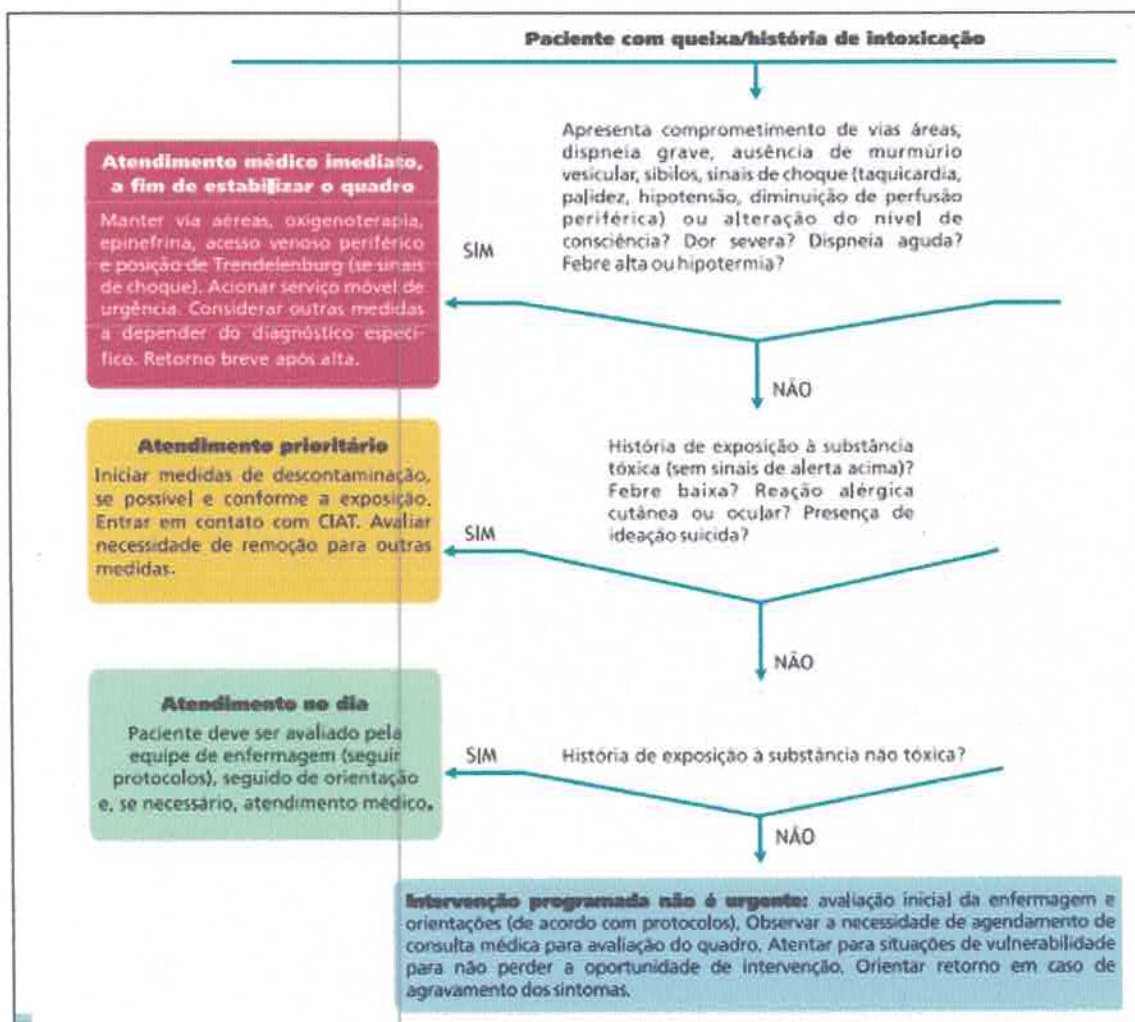 Paciente com queixa/história de intoxicação
Apresenta comprometimento de vias áreas,
dispneia grave, ausência de murmúrio
vesicular, sibilos, sinais de choque (taquicardia,
palidez, hipotensão, diminuição de perfusão
periférica) ou alteração do nível de
consciência? Dor severa? Dispneia aguda?
Febre alta ou hipotermia?
SIM
Atendimento médico imediato,
a fim de estabilizar o quadro
Manter via aéreas, oxigenoterapia,
epinefrina, acesso venoso periférico
e posição de Trendelenburg (se sinais
de choque). Acionar serviço móvel de
urgência. Considerar outras medidas
a depender do diagnóstico especí-
fico. Retorno breve após alta.
NÃO
História de exposição à substância
tóxica (sem sinais de alerta acima)?
Febre baixa? Reação alérgica
cutânea ou ocular? Presença de
ideação suicida?
SIM
Atendimento prioritário
Iniciar medidas de descontaminação,
se possível e conforme a exposição.
Entrar em contato com CIAT. Avaliar
necessidade de remoção para outras
medidas.
NÃO
História de exposição à substância não tóxica?
SIM
Atendimento no dia
Paciente deve ser avaliado pela
equipe de enfermagem (seguir
protocolos), seguido de orientação
e, se necessário, atendimento médico.
NÃO
Intervenção programada não é urgente: avaliação inicial da enfermagem e
orientações (de acordo com protocolos). Observar a necessidade de agendamento de
consulta médica para avaliação do quadro. Atentar para situações de vulnerabilidade
para não perder a oportunidade de intervenção. Orientar retorno em caso de
agravamento dos sintomas.